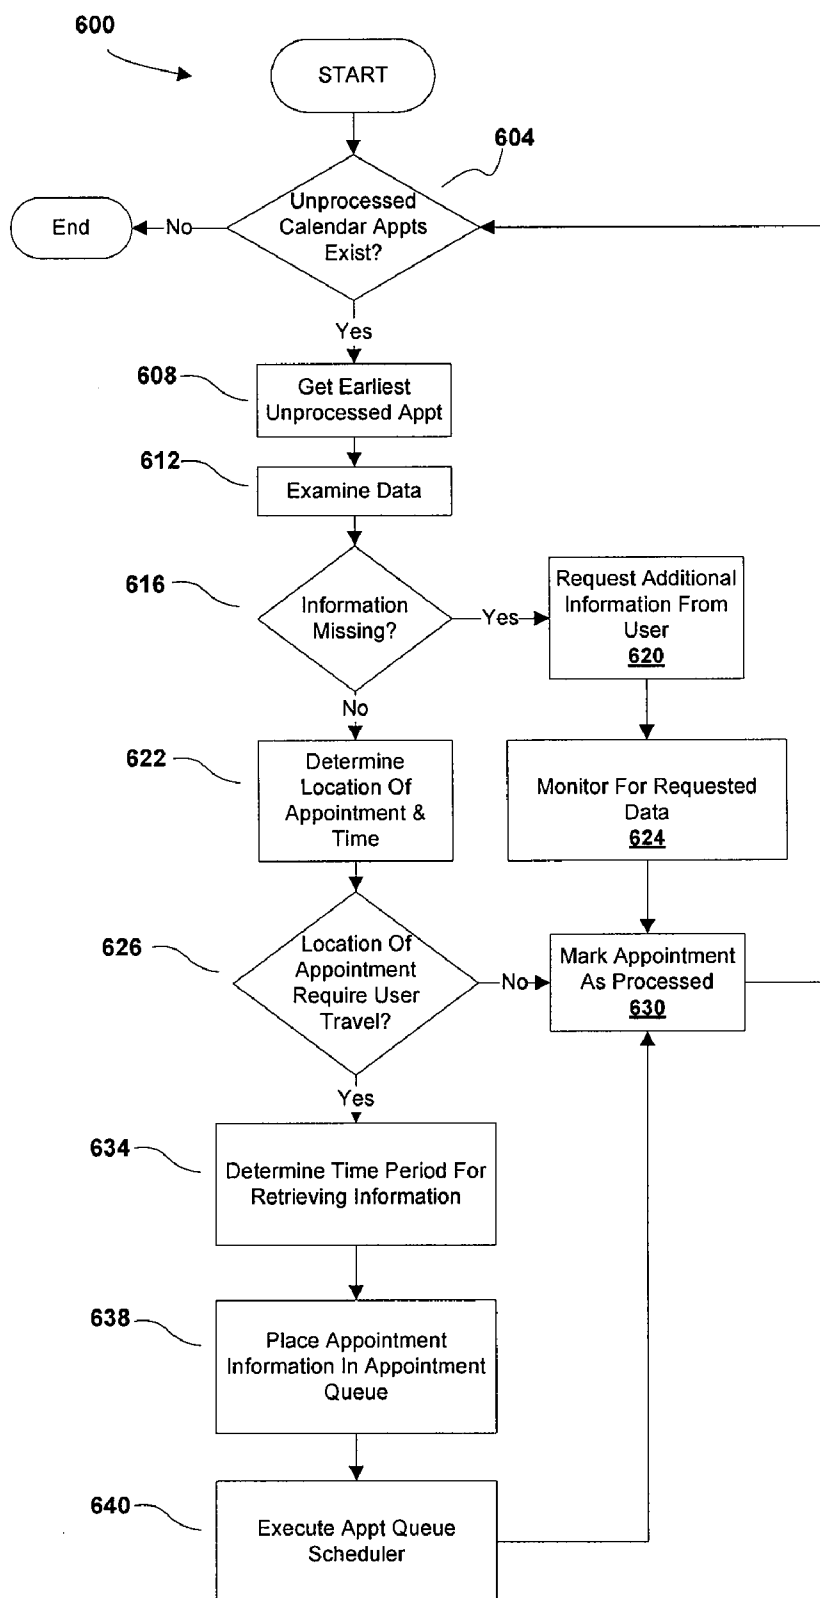 600
START
604
Unprocessed
Calendar Appts
Exist?
End
No
Yes
608
Get Earliest
Unprocessed Appt
612
Examine Data
616
Information
Missing?
Yes
Request Additional
Information From
User
620
No
622
Determine
Location Of
Appointment &
Time
Monitor For Requested
Data
624
626
Location Of
Appointment
Require User
Travel?
No
Mark Appointment
As Processed
630
Yes
634
Determine Time Period For
Retrieving Information
638
Place Appointment
Information In Appointment
Queue
640
Execute Appt Queue
Scheduler